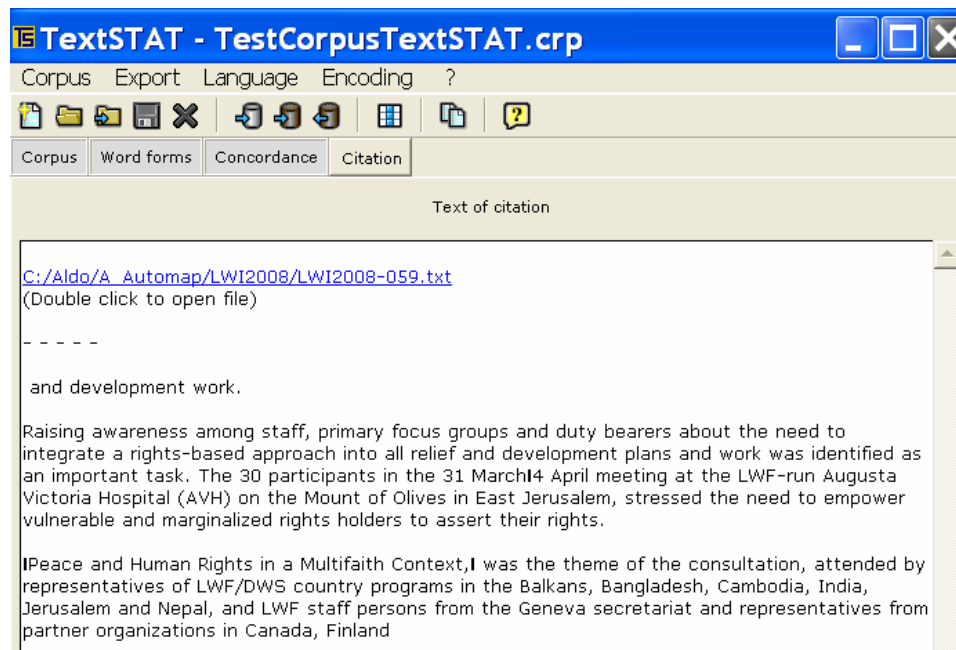 TextSTAT - TestCorpusTextSTAT.crp
Corpus Export Language Encoding ?
Corpus Word forms Concordance Citation
Text of citation
C:/Aldo/A_Automap/LWI2008/LWI2008-059.txt
(Double click to open file)
- - - - -
and development work.
Raising awareness among staff, primary focus groups and duty bearers about the need to
integrate a rights-based approach into all relief and development plans and work was identified as
an important task. The 30 participants in the 31 MarchI4 April meeting at the LWF-run Augusta
Victoria Hospital (AVH) on the Mount of Olives in East Jerusalem, stressed the need to empower
vulnerable and marginalized rights holders to assert their rights.
IPeace and Human Rights in a Multifaith Context,I was the theme of the consultation, attended by
representatives of LWF/DWS country programs in the Balkans, Bangladesh, Cambodia, India,
Jerusalem and Nepal, and LWF staff persons from the Geneva secretariat and representatives from
partner organizations in Canada, Finland